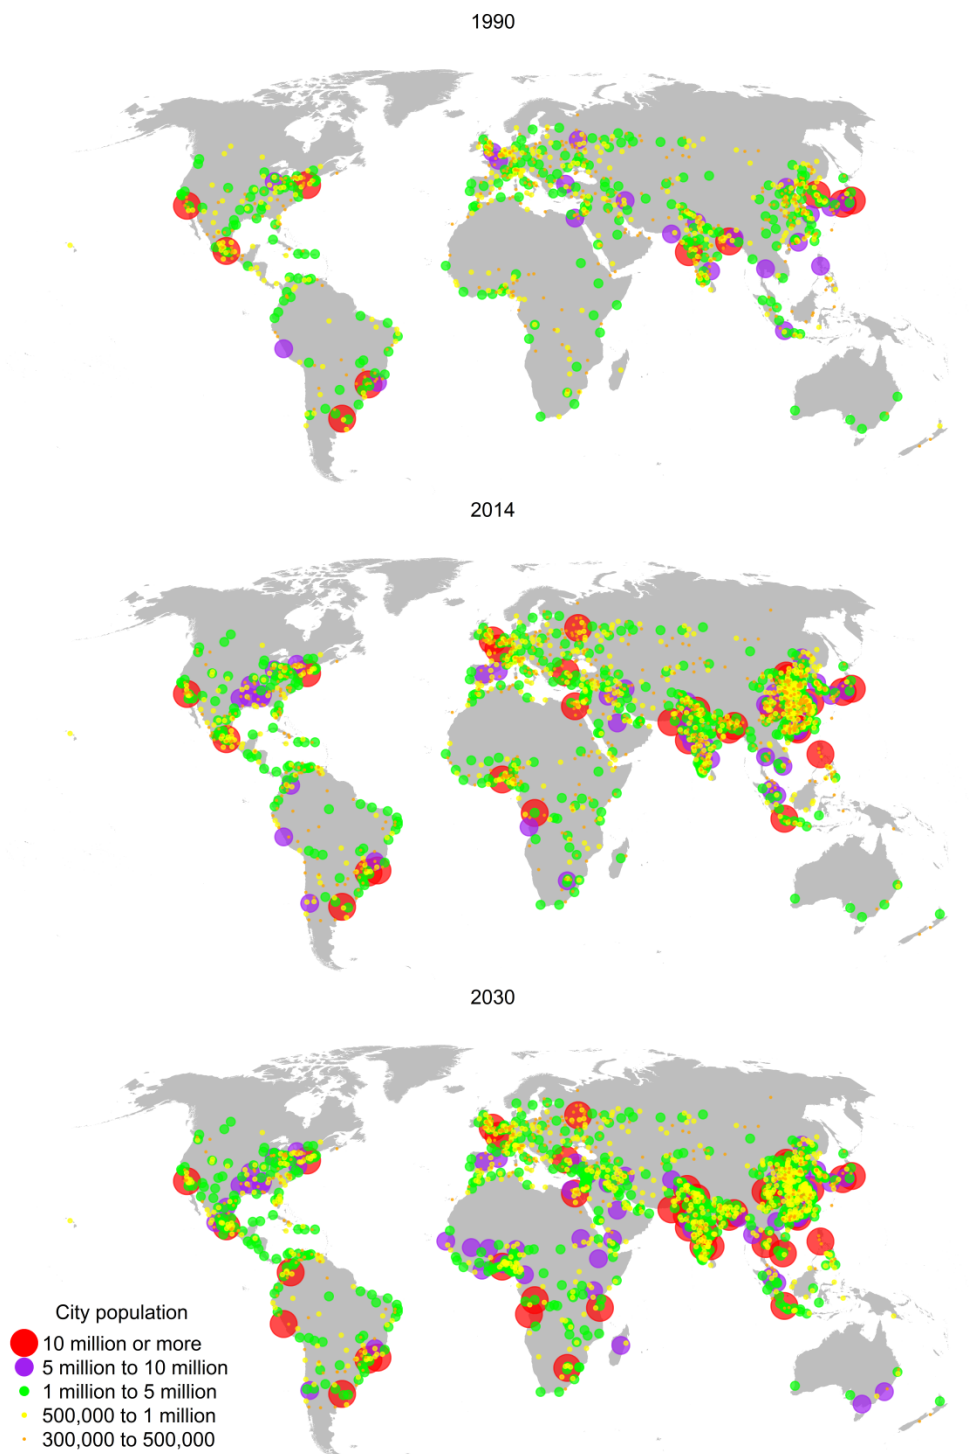 1990
2014
2030
City population
10 million or more
5 million to 10 million
1 million to 5 million
500,000 to 1 million
300,000 to 500,000